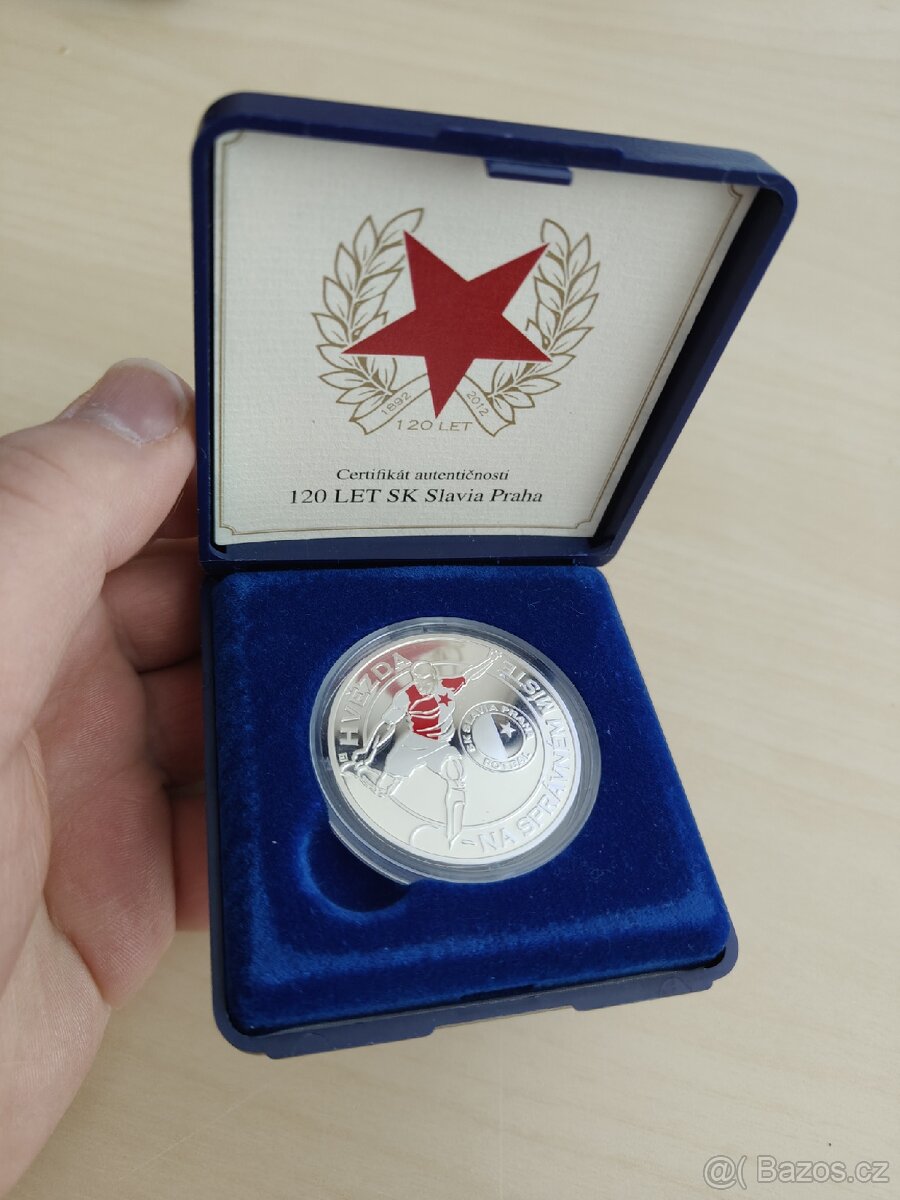 1892
2012
120 LET
Certifikát autentičnosti
120 LET SK Slavia Praha
HVĚZDA
NA SPRÁVNÉM MÍSTĚ
SK SLAVIA PRAHA
FOTBAL
@( Bazos.cz